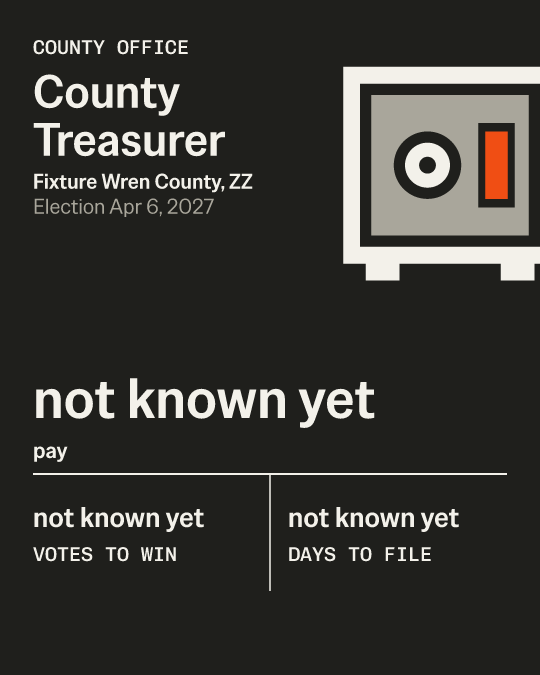 COUNTY OFFICE
County
Treasurer
Fixture Wren County, ZZ
Election Apr 6, 2027
not known yet
pay
not known yet
VOTES TO WIN
not known yet
DAYS TO FILE